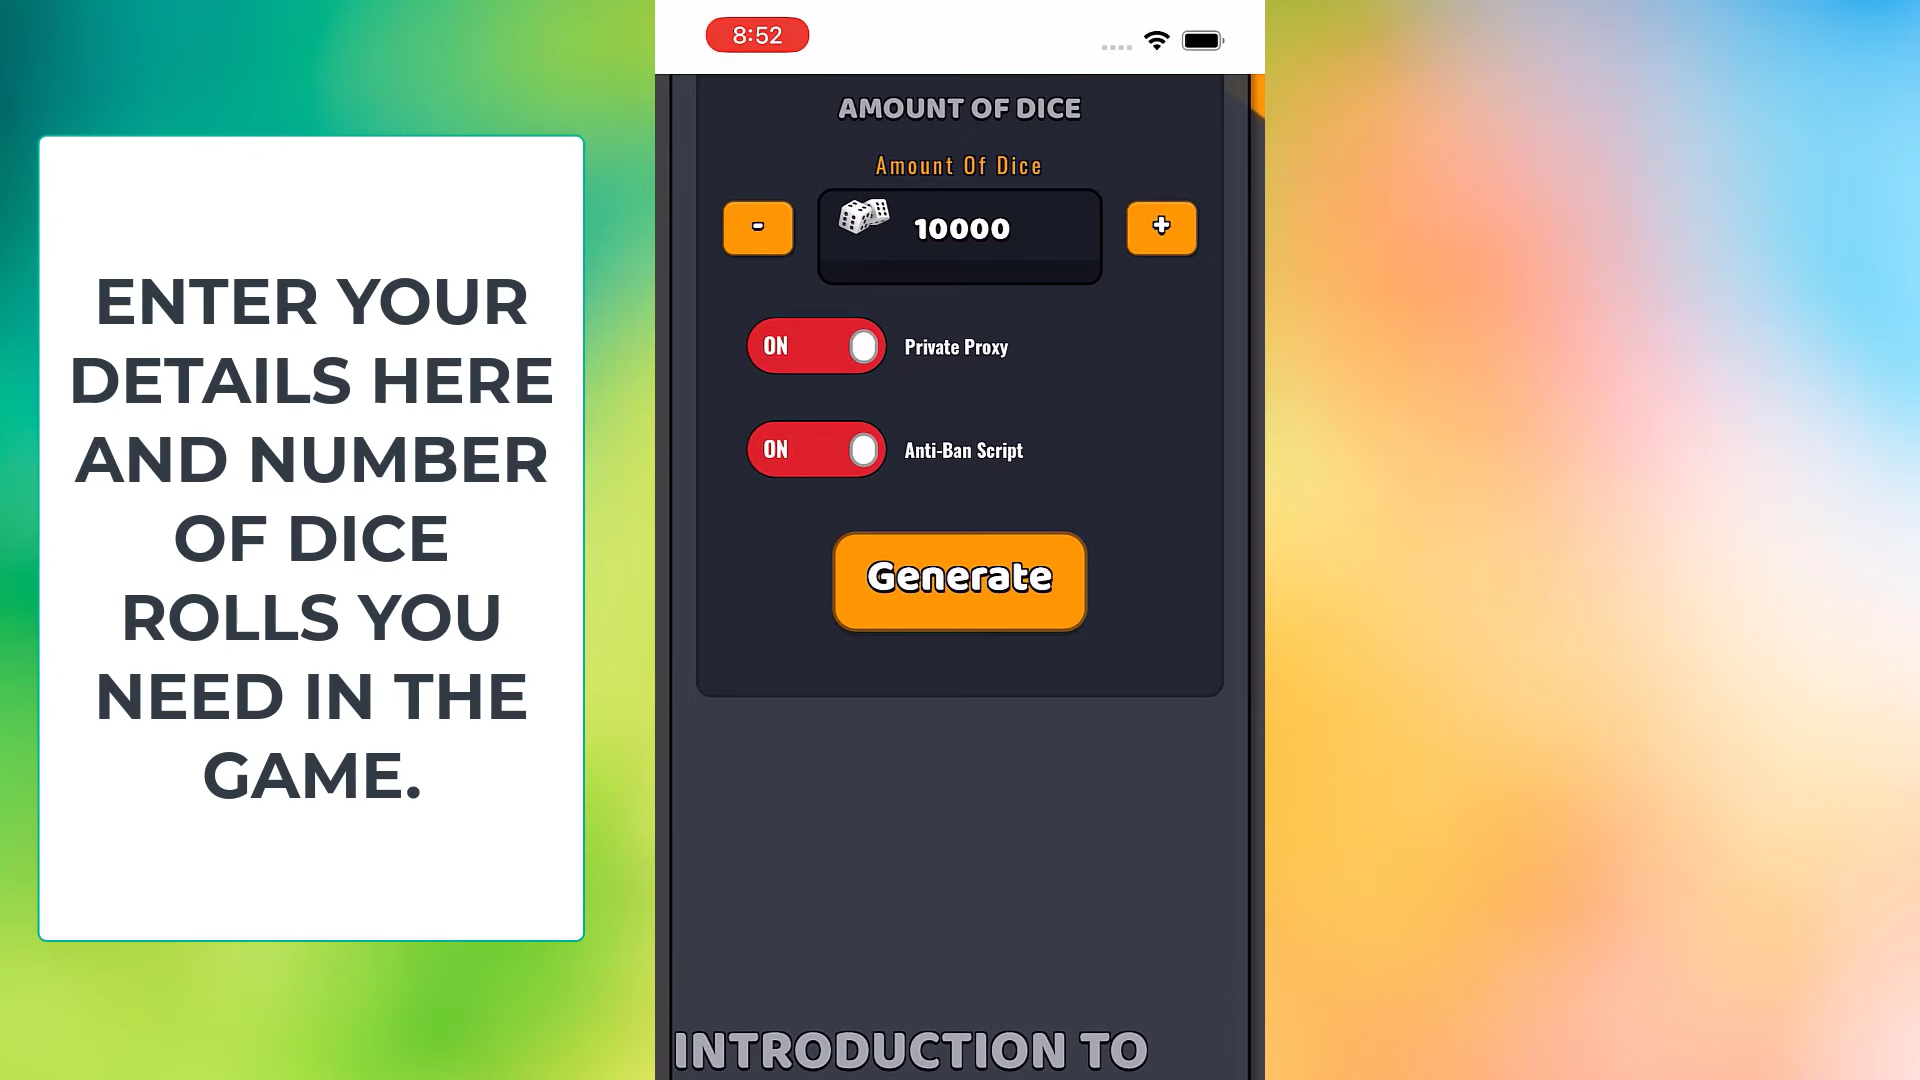 ENTER YOUR
DETAILS HERE
AND NUMBER
OF DICE
ROLLS YOU
NEED IN THE
GAME.
8:52
AMOUNT OF DICE
Amount Of Dice
-
10000
+
ON
Private Proxy
ON
Anti-Ban Script
Generate
INTRODUCTION TO